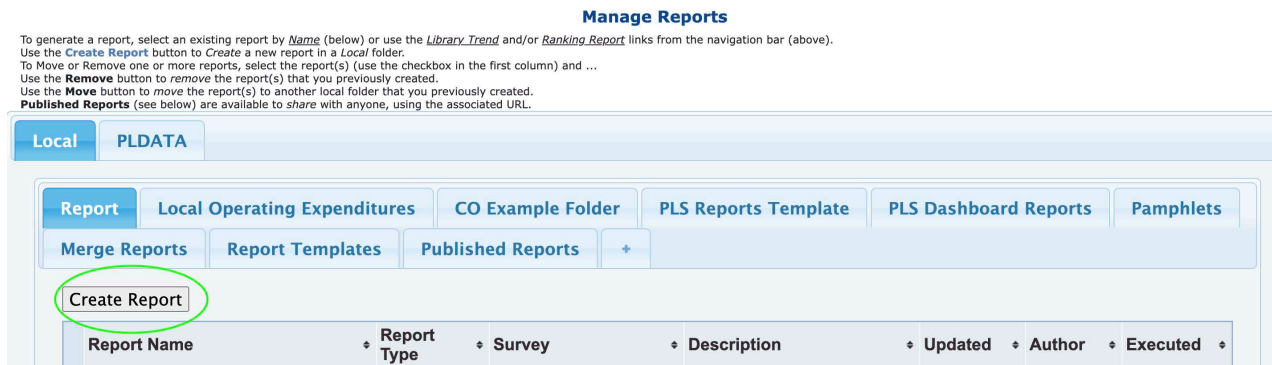 Manage Reports
To generate a report, select an existing report by Name (below) or use the Library Trend and/or Ranking Report links from the navigation bar (above).
Use the Create Report button to Create a new report in a Local folder.
To Move or Remove one or more reports, select the report(s) (use the checkbox in the first column) and ...
Use the Remove button to remove the report(s) that you previously created.
Use the Move button to move the report(s) to another local folder that you previously created.
Published Reports (see below) are available to share with anyone, using the associated URL.
Local PLDATA
Report Local Operating Expenditures CO Example Folder PLS Reports Template PLS Dashboard Reports Pamphlets
Merge Reports Report Templates Published Reports +
Create Report
Report Name Report Type Survey Description Updated Author Executed